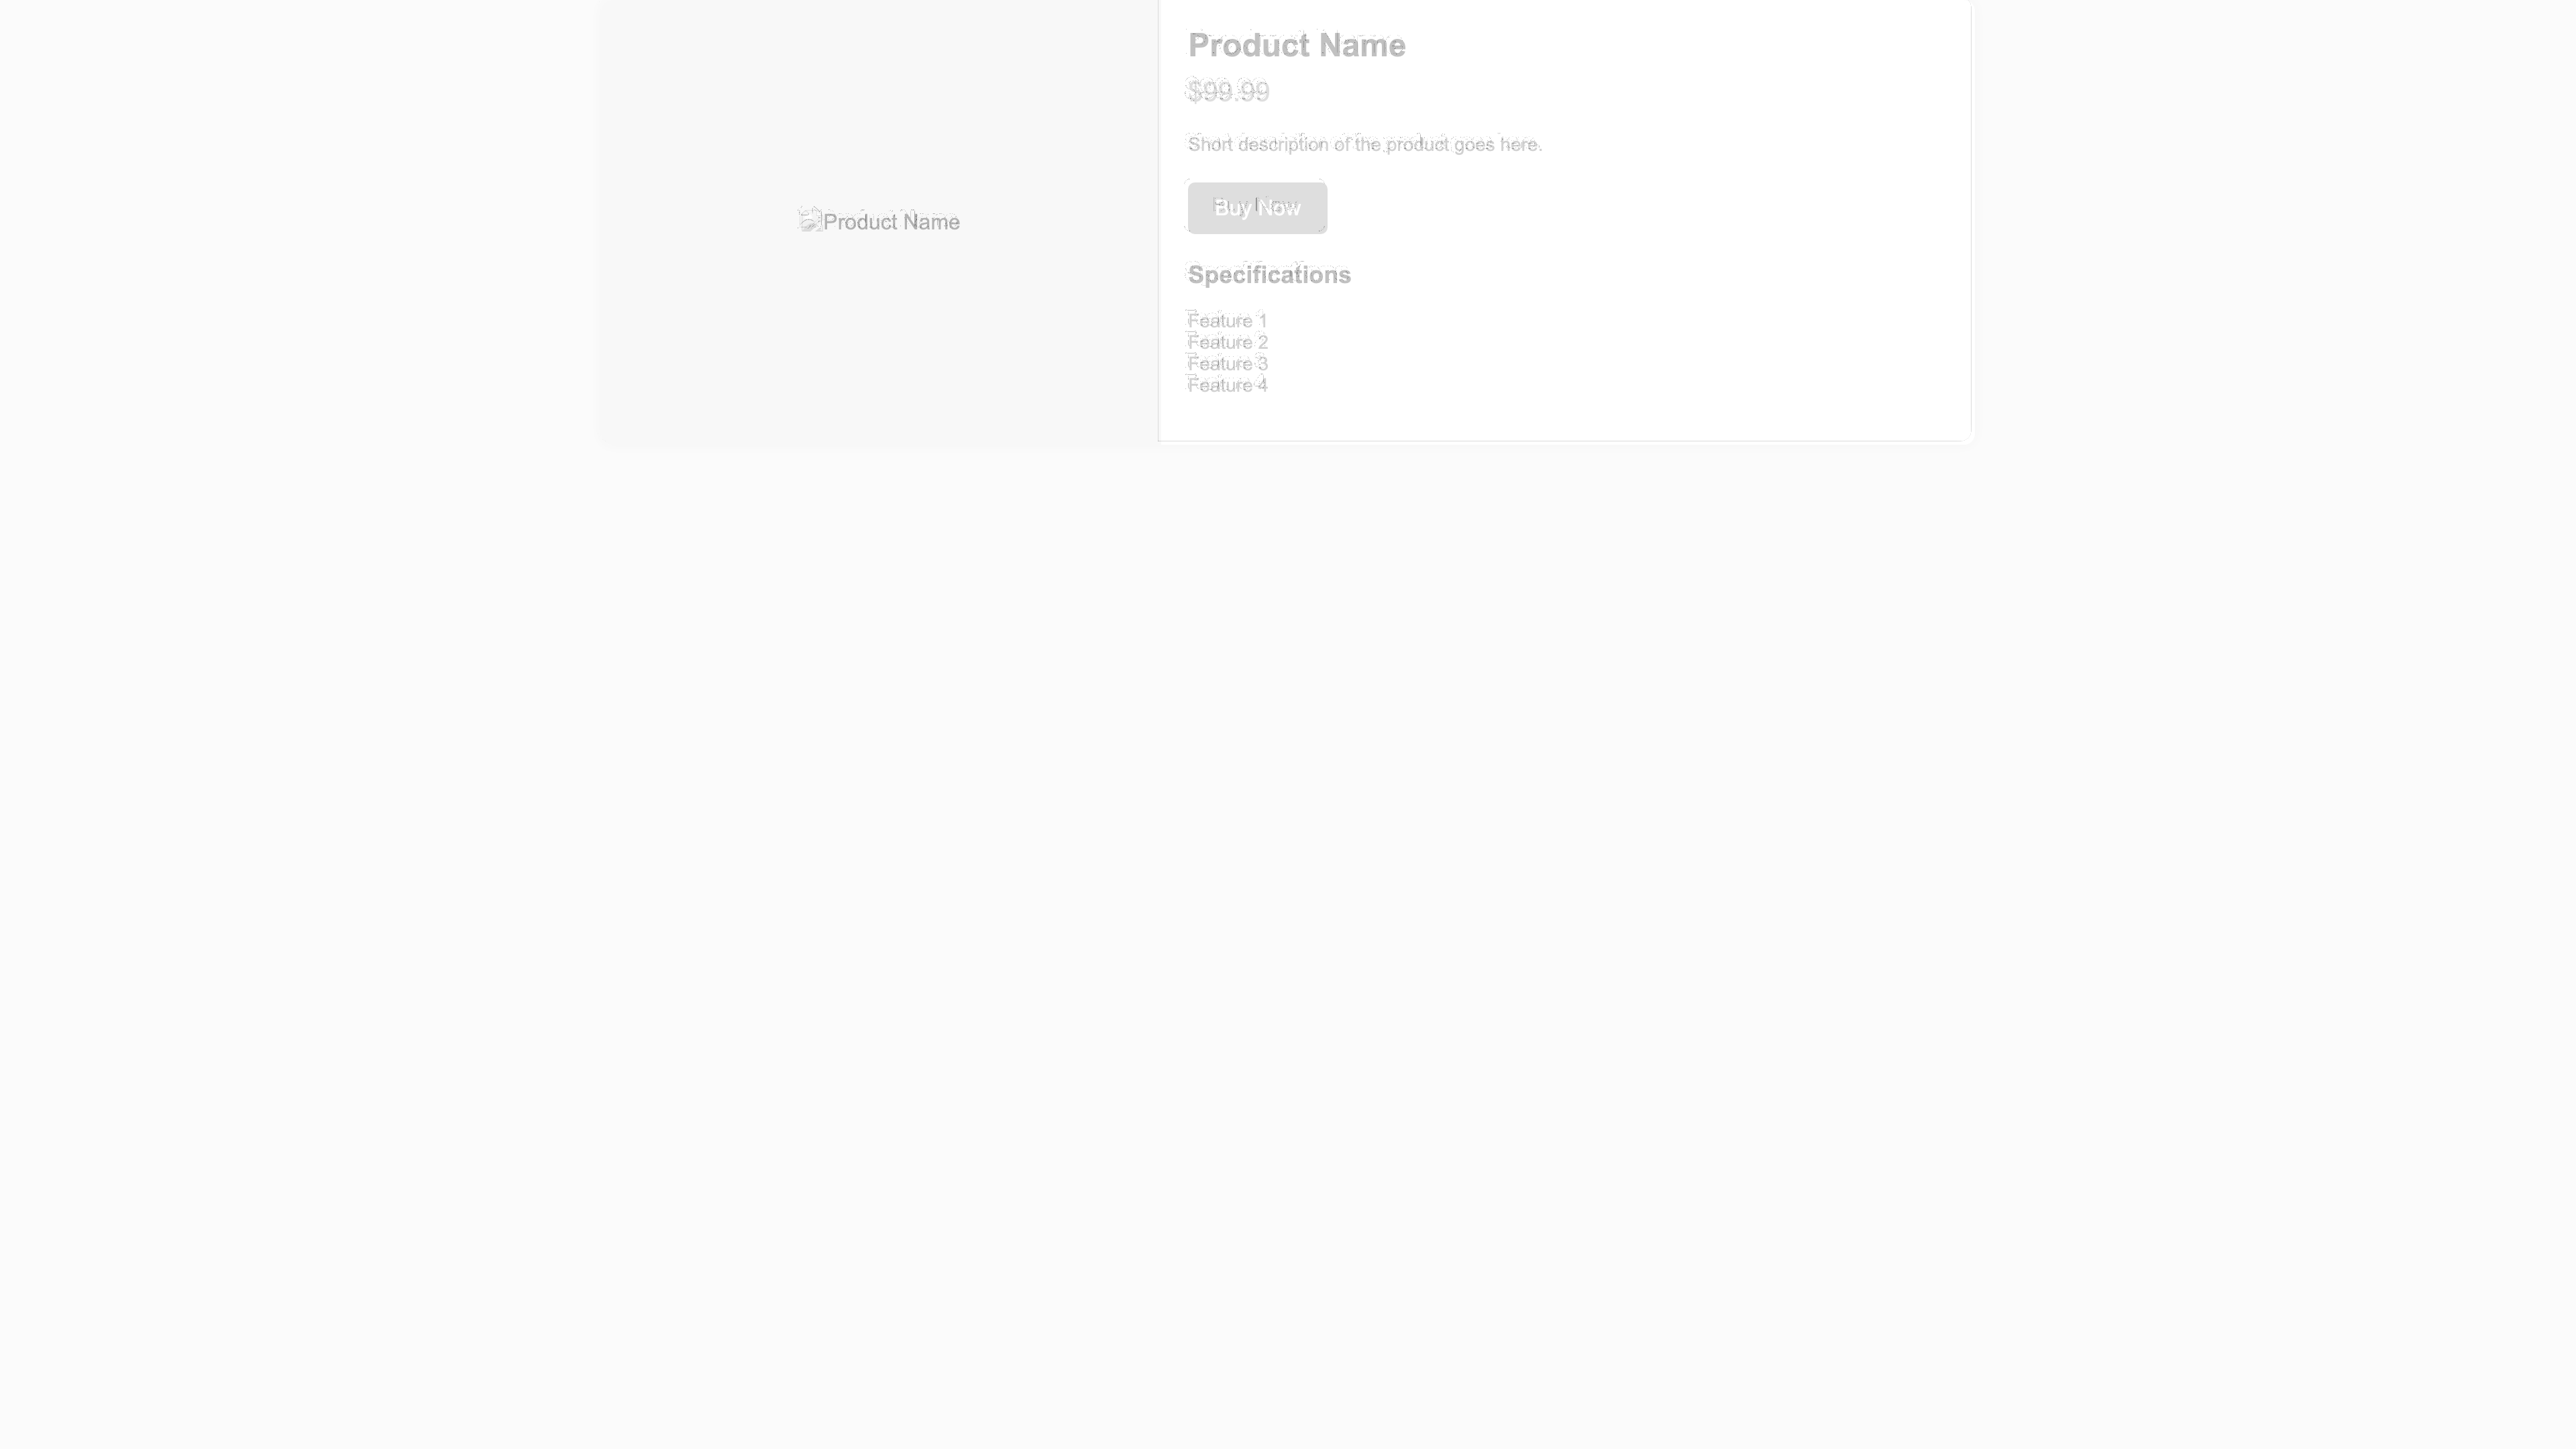 Product Name
Product Name
$99.99
Short description of the product goes here.
Buy Now
Specifications
Feature 1
Feature 2
Feature 3
Feature 4